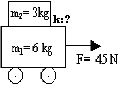 m₂= 3kg
k:?
m₁= 6 kg
F= 45 N